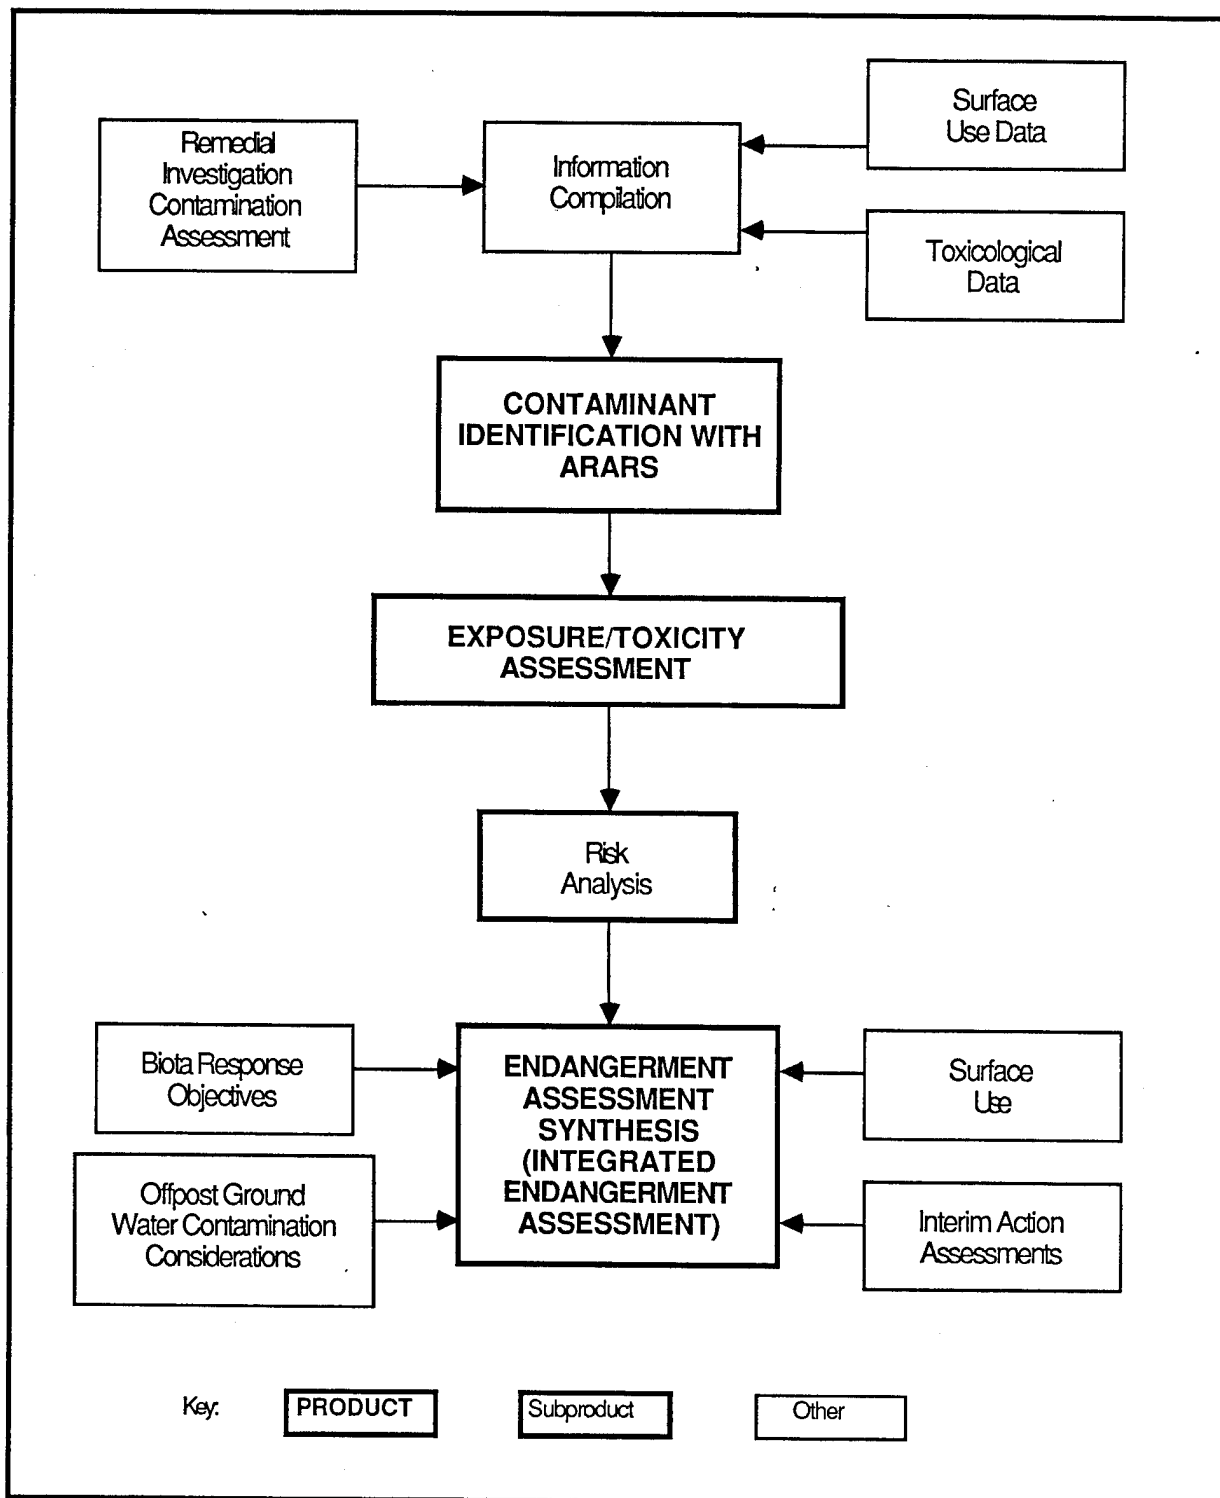 Remedial
Investigation
Contamination
Assessment
Information
Compilation
Surface
Use Data
Toxicological
Data
CONTAMINANT
IDENTIFICATION WITH
ARARS
EXPOSURE/TOXICITY
ASSESSMENT
Risk
Analysis
Biota Response
Objectives
Offpost Ground
Water Contamination
Considerations
ENDANGERMENT
ASSESSMENT
SYNTHESIS
(INTEGRATED
ENDANGERMENT
ASSESSMENT)
Surface
Use
Interim Action
Assessments
Key:
PRODUCT
Subproduct
Other